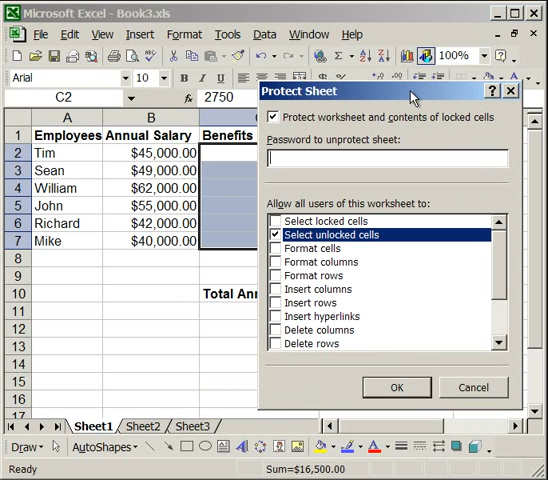 Microsoft Excel - Book3.xls
File Edit View Insert Format Tools Data Window Help
100%
Arial 10 B I U
C2 fx 2750
Protect Sheet
Protect worksheet and contents of locked cells
Password to unprotect sheet:
Allow all users of this worksheet to:
Select locked cells
Select unlocked cells
Format cells
Format columns
Format rows
Insert columns
Insert rows
Insert hyperlinks
Delete columns
Delete rows
OK Cancel
A B
1 Employees Annual Salary Benefits
2 Tim $45,000.00
3 Sean $49,000.00
4 William $62,000.00
5 John $55,000.00
6 Richard $42,000.00
7 Mike $40,000.00
8
9
10 Total Ann
11
12
13
14
15
16
17
Sheet1 Sheet2 Sheet3
Draw AutoShapes
Ready Sum=$16,500.00